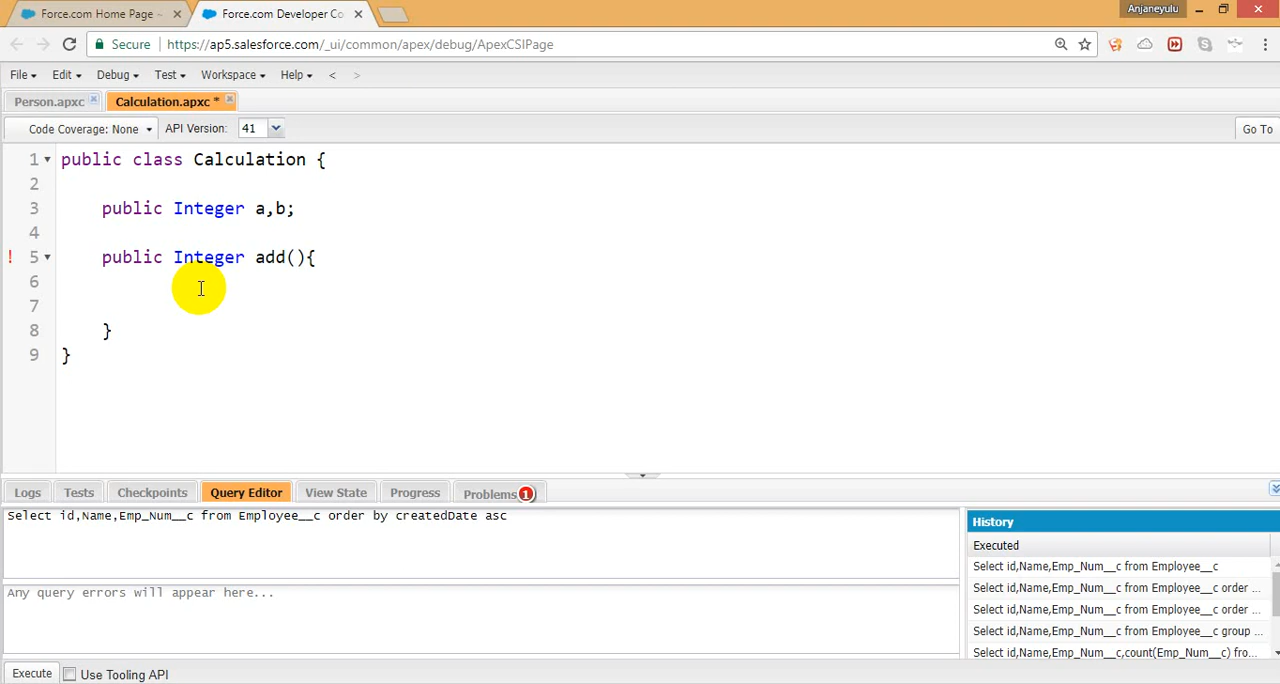 Force.com Home Page ~
Force.com Developer Co
Anjaneyulu
Secure https://ap5.salesforce.com/_ui/common/apex/debug/ApexCSIPage
File Edit Debug Test Workspace Help < >
Person.apxc Calculation.apxc *
Code Coverage: None API Version: 41 Go To
1 public class Calculation {
2
3 public Integer a,b;
4
! 5 public Integer add(){
6
7
8 }
9 }
Logs Tests Checkpoints Query Editor View State Progress Problems 1
Select id,Name,Emp_Num__c from Employee__c order by createdDate asc
Any query errors will appear here...
History
Executed
Select id,Name,Emp_Num__c from Employee__c
Select id,Name,Emp_Num__c from Employee__c order ...
Select id,Name,Emp_Num__c from Employee__c order ...
Select id,Name,Emp_Num__c from Employee__c group ...
Select id,Name,Emp_Num__c,count(Emp_Num__c) fro...
Execute Use Tooling API